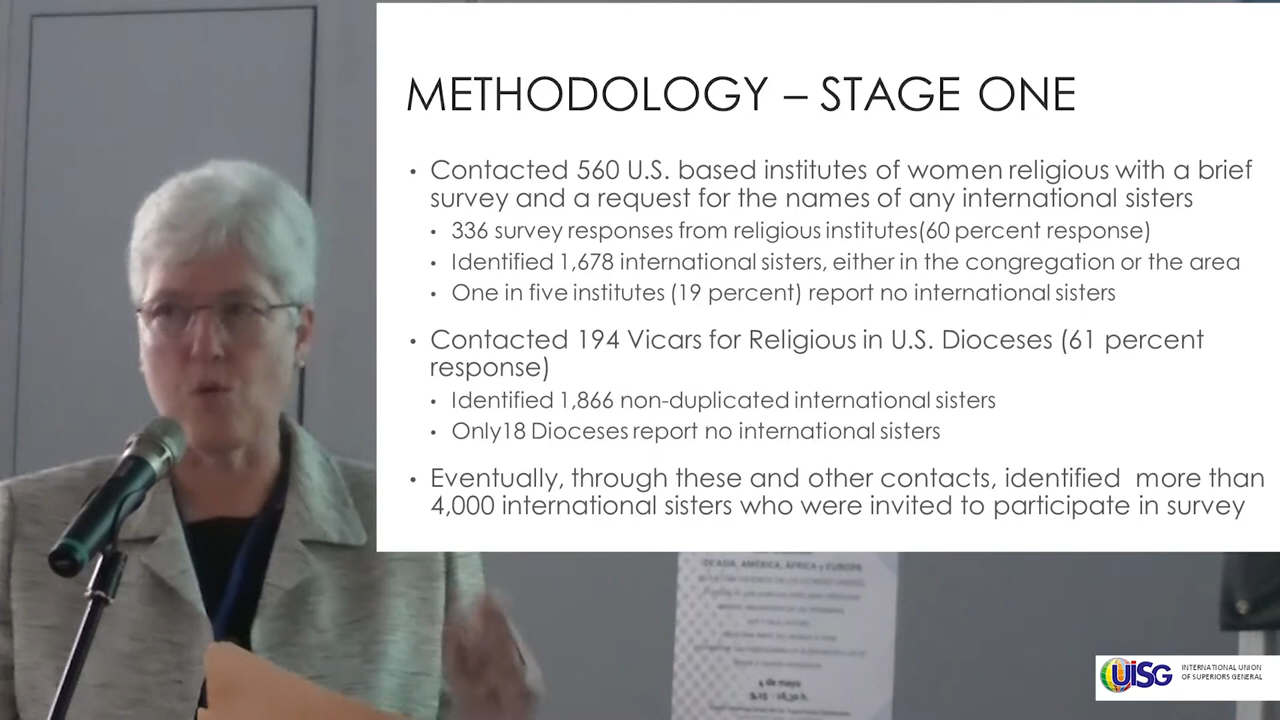 METHODOLOGY – STAGE ONE
• Contacted 560 U.S. based institutes of women religious with a brief
survey and a request for the names of any international sisters
• 336 survey responses from religious institutes(60 percent response)
• Identified 1,678 international sisters, either in the congregation or the area
• One in five institutes (19 percent) report no international sisters
• Contacted 194 Vicars for Religious in U.S. Dioceses (61 percent
response)
• Identified 1,866 non-duplicated international sisters
• Only18 Dioceses report no international sisters
• Eventually, through these and other contacts, identified more than
4,000 international sisters who were invited to participate in survey
DE ASIA, AMÉRICA, ÁFRICA y EUROPA
4 de mayo
UISG
INTERNATIONAL UNION
OF SUPERIORS GENERAL